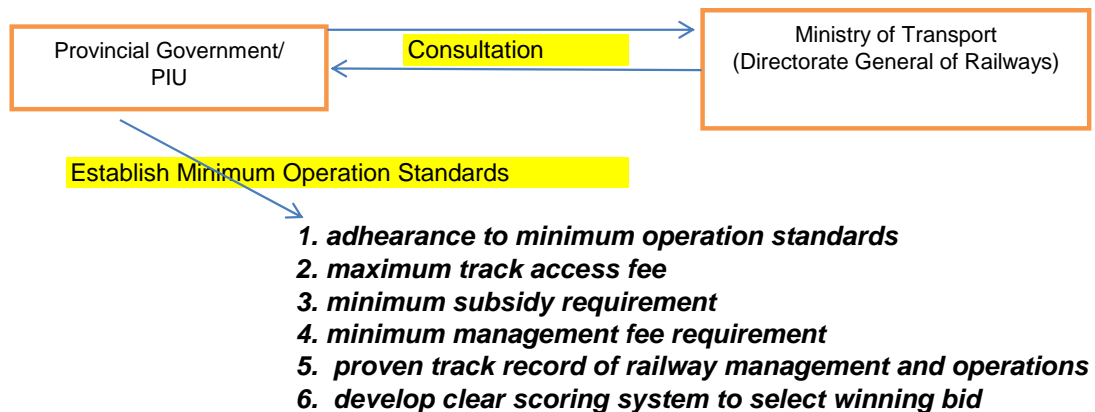 Provincial Government/
PIU
Consultation
Ministry of Transport
(Directorate General of Railways)
Establish Minimum Operation Standards
1. adhearance to minimum operation standards
2. maximum track access fee
3. minimum subsidy requirement
4. minimum management fee requirement
5. proven track record of railway management and operations
6. develop clear scoring system to select winning bid